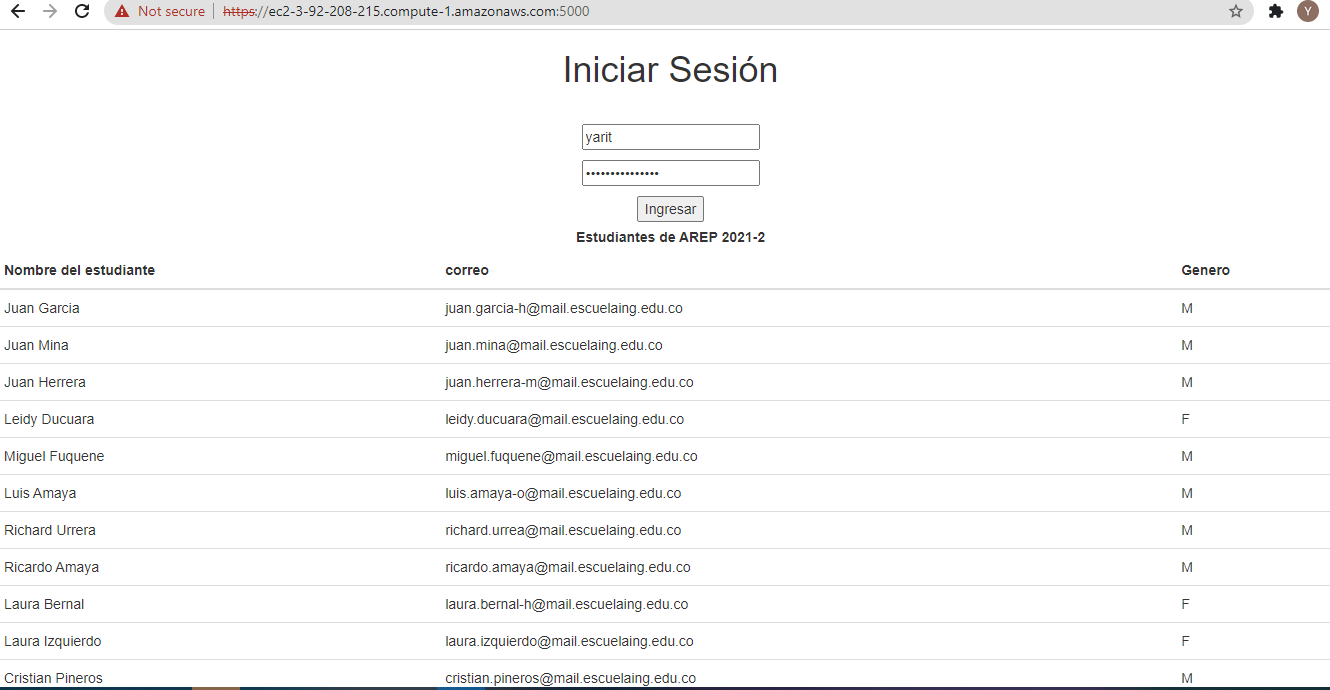 Not secure | https://ec2-3-92-208-215.compute-1.amazonaws.com:5000 Y
Iniciar Sesión
yarit
•••••••••••••••
Ingresar
Estudiantes de AREP 2021-2
Nombre del estudiante correo Genero
Juan Garcia juan.garcia-h@mail.escuelaing.edu.co M
Juan Mina juan.mina@mail.escuelaing.edu.co M
Juan Herrera juan.herrera-m@mail.escuelaing.edu.co M
Leidy Ducuara leidy.ducuara@mail.escuelaing.edu.co F
Miguel Fuquene miguel.fuquene@mail.escuelaing.edu.co M
Luis Amaya luis.amaya-o@mail.escuelaing.edu.co M
Richard Urrera richard.urrea@mail.escuelaing.edu.co M
Ricardo Amaya ricardo.amaya@mail.escuelaing.edu.co M
Laura Bernal laura.bernal-h@mail.escuelaing.edu.co F
Laura Izquierdo laura.izquierdo@mail.escuelaing.edu.co F
Cristian Pineros cristian.pineros@mail.escuelaing.edu.co M